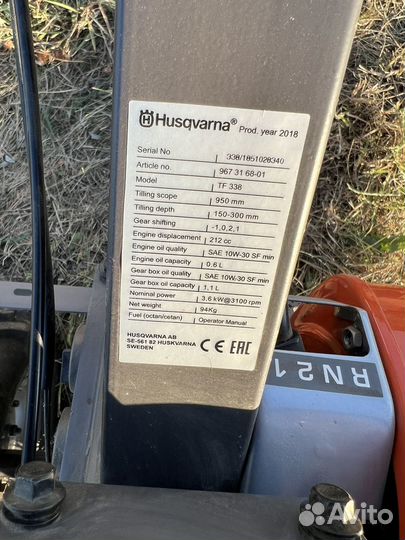 Husqvarna® Prod. year 2018
Serial No 338/1851028340
Article no. 967 31 68-01
Model TF 338
Tilling scope 950 mm
Tilling depth 150-300 mm
Gear shifting -1,0,2,1
Engine displacement 212 cc
Engine oil quality SAE 10W-30 SF min
Engine oil capacity 0,6 L
Gear box oil quality SAE 10W-30 SF min
Gear box oil capacity 1,1 L
Nominal power 3,6 kW@3100 rpm
Net weight 94Kg
Fuel (octan/cetan) Operator Manual
HUSQVARNA AB
SE-561 82 HUSKVARNA
SWEDEN
CE EAC
RN21
Avito